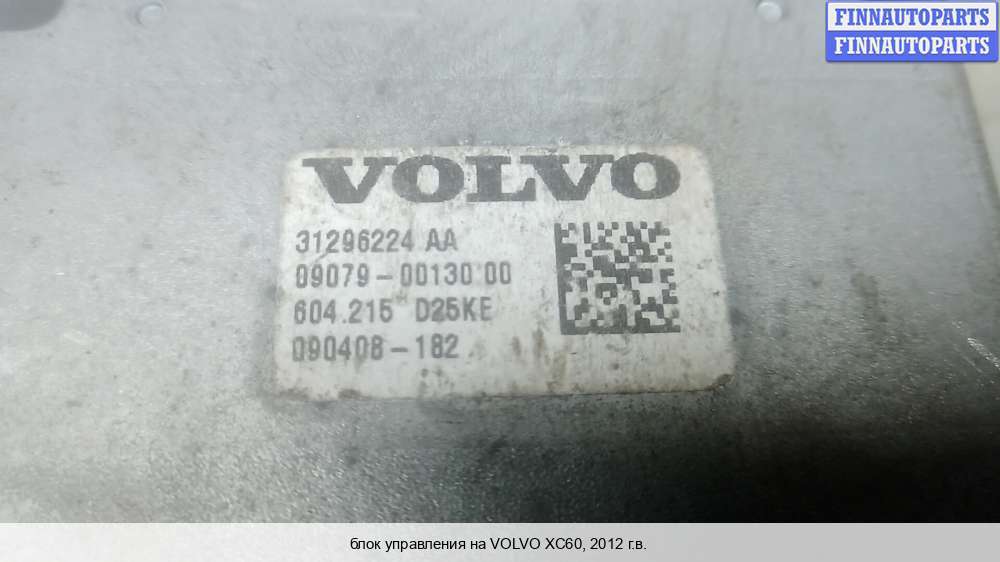 FINNAUTOPARTS
FINNAUTOPARTS
VOLVO
31296224 AA
09079-00130 00
604.215 D25KE
090408-182
блок управления на VOLVO XC60, 2012 г.в.